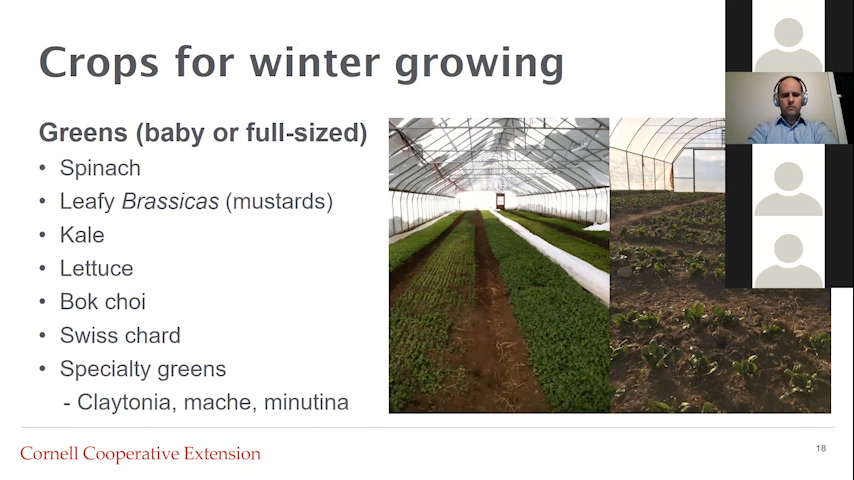 Crops for winter growing
Greens (baby or full-sized)
• Spinach
• Leafy Brassicas (mustards)
• Kale
• Lettuce
• Bok choi
• Swiss chard
• Specialty greens
- Claytonia, mache, minutina
Cornell Cooperative Extension
18